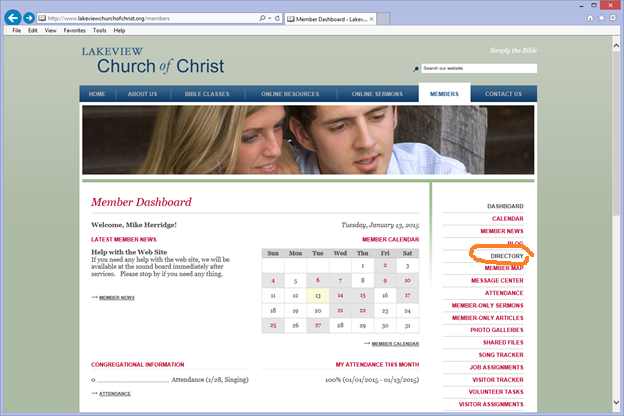 http://www.lakeviewchurchofchrist.org/members
Member Dashboard ‹ Lakev...
File Edit View Favorites Tools Help
LAKEVIEW
Church of Christ
Simply the Bible
Search our website
HOME ABOUT US BIBLE CLASSES ONLINE RESOURCES ONLINE SERMONS MEMBERS CONTACT US
Member Dashboard
Welcome, Mike Herridge!
Tuesday, January 13, 2015
LATEST MEMBER NEWS
Help with the Web Site
If you need any help with the web site, we will be
available at the sound board immediately after
services. Please stop by if you need any thing.
→ MEMBER NEWS
MEMBER CALENDAR
Sun Mon Tue Wed Thu Fri Sat
1 2 3
4 5 6 7 8 9 10
11 12 13 14 15 16 17
18 19 20 21 22 23 24
25 26 27 28 29 30 31
→ MEMBER CALENDAR
CONGREGATIONAL INFORMATION
0 Attendance (1/28, Singing)
→ ATTENDANCE
MY ATTENDANCE THIS MONTH
100% (01/01/2015 - 01/13/2015)
DASHBOARD
CALENDAR
MEMBER NEWS
BLOG
DIRECTORY
MEMBER MAP
MESSAGE CENTER
ATTENDANCE
MEMBER-ONLY SERMONS
MEMBER-ONLY ARTICLES
PHOTO GALLERIES
SHARED FILES
SONG TRACKER
JOB ASSIGNMENTS
VISITOR TRACKER
VOLUNTEER TASKS
VISITOR ASSIGNMENTS